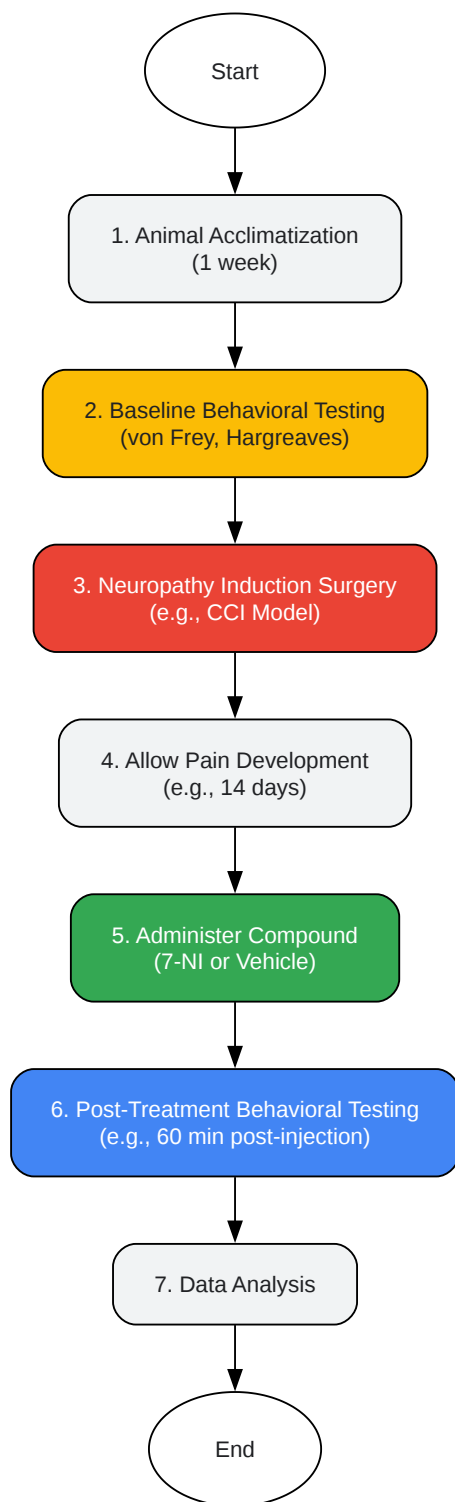 Start
1. Animal Acclimatization
(1 week)
2. Baseline Behavioral Testing
(von Frey, Hargreaves)
3. Neuropathy Induction Surgery
(e.g., CCI Model)
4. Allow Pain Development
(e.g., 14 days)
5. Administer Compound
(7-NI or Vehicle)
6. Post-Treatment Behavioral Testing
(e.g., 60 min post-injection)
7. Data Analysis
End